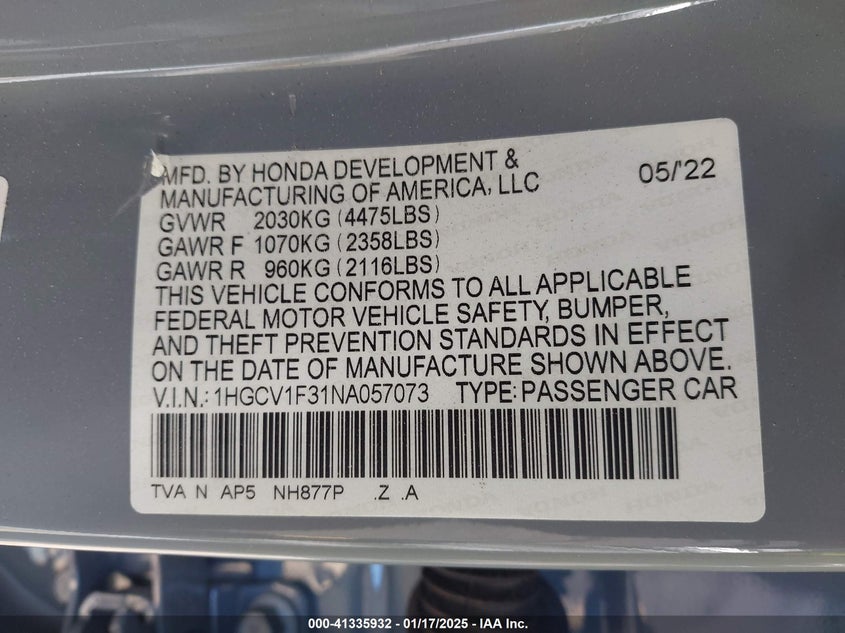 MFD. BY HONDA DEVELOPMENT &
MANUFACTURING OF AMERICA, LLC 05/'22
GVWR 2030KG (4475LBS)
GAWR F 1070KG (2358LBS)
GAWR R 960KG (2116LBS)
THIS VEHICLE CONFORMS TO ALL APPLICABLE
FEDERAL MOTOR VEHICLE SAFETY, BUMPER,
AND THEFT PREVENTION STANDARDS IN EFFECT
ON THE DATE OF MANUFACTURE SHOWN ABOVE.
V.I.N.: 1HGCV1F31NA057073 TYPE: PASSENGER CAR
TVA N AP5 NH877P .Z .A
HONDA HONDA
000-41335932 - 01/17/2025 - IAA Inc.